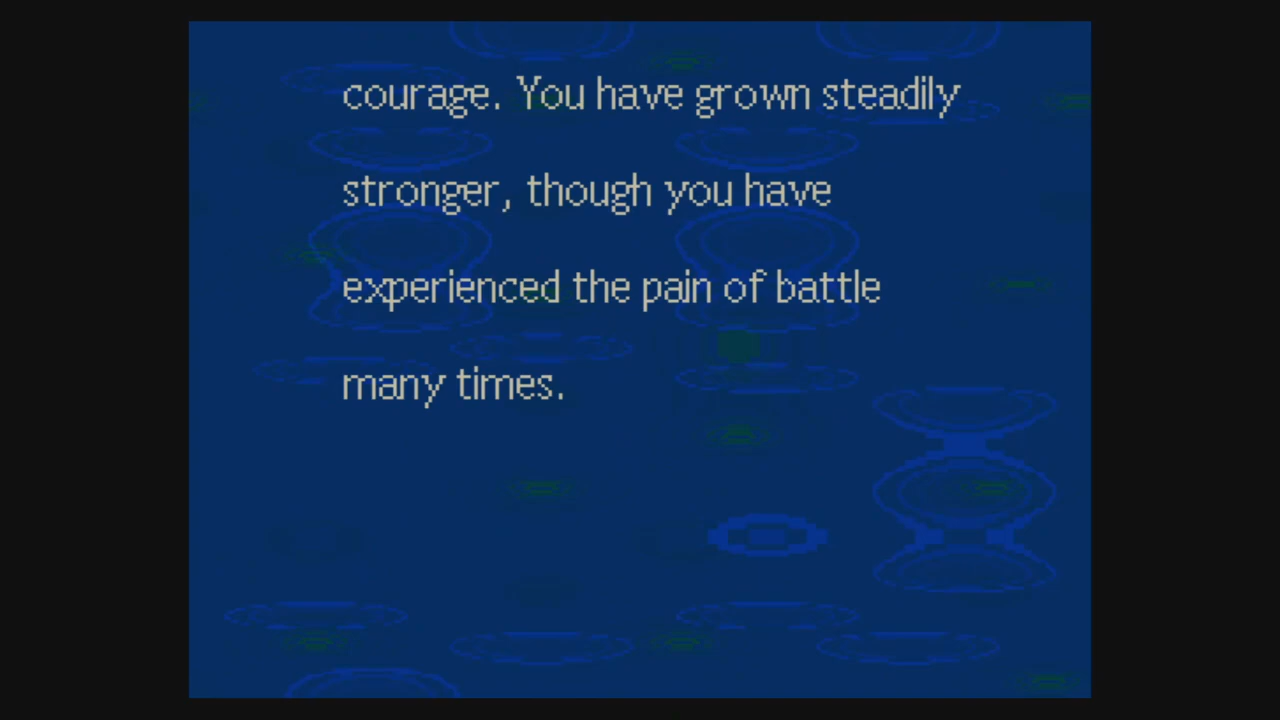 courage. You have grown steadily
stronger, though you have
experienced the pain of battle
many times.